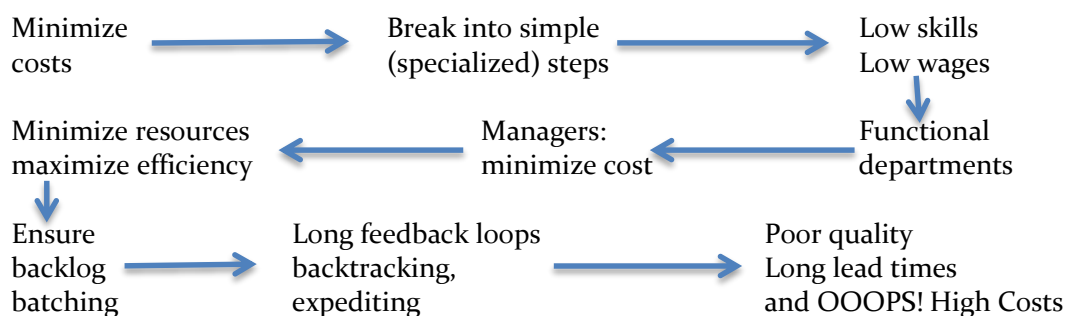 Minimize
costs
Break into simple
(specialized) steps
Low skills
Low wages
Functional
departments
Managers:
minimize cost
Minimize resources
maximize efficiency
Ensure
backlog
batching
Long feedback loops
backtracking,
expediting
Poor quality
Long lead times
and OOOPS! High Costs